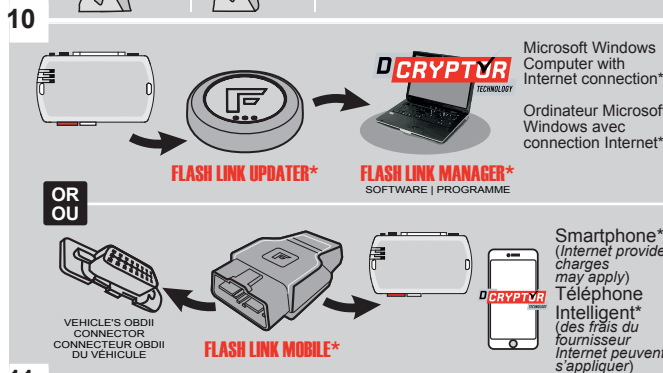 10
DCRYPTOR
TECHNOLOGY
Microsoft Windows
Computer with
Internet connection*
Ordinateur Microsoft
Windows avec
connection Internet*
FLASH LINK UPDATER*
FLASH LINK MANAGER*
SOFTWARE | PROGRAMME
OR
OU
VEHICLE'S OBDII
CONNECTOR
CONNECTEUR OBDII
DU VÉHICULE
FLASH LINK MOBILE*
DCRYPTOR
Smartphone*
(Internet provider
charges
may apply)
Téléphone
Intelligent*
(des frais du
fournisseur
Internet peuvent
s'appliquer)